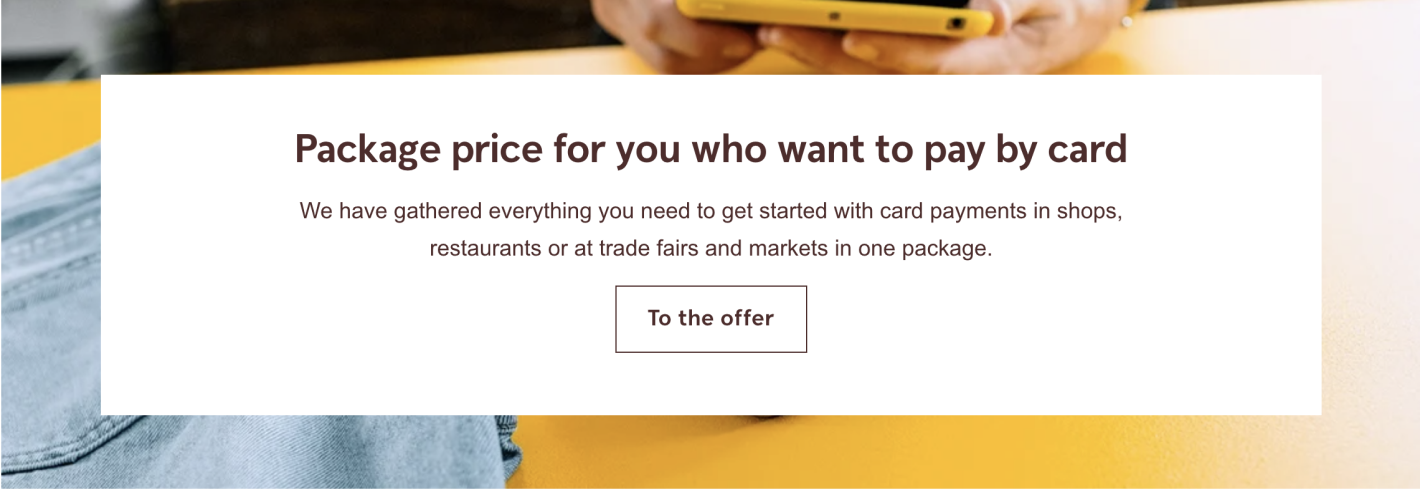 Package price for you who want to pay by card
We have gathered everything you need to get started with card payments in shops,
restaurants or at trade fairs and markets in one package.
To the offer